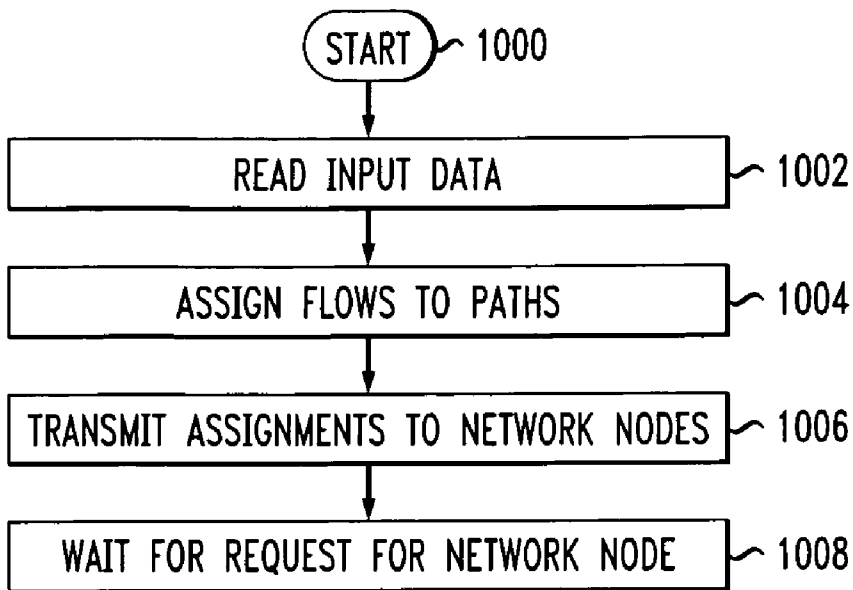 START 1000
READ INPUT DATA 1002
ASSIGN FLOWS TO PATHS 1004
TRANSMIT ASSIGNMENTS TO NETWORK NODES 1006
WAIT FOR REQUEST FOR NETWORK NODE 1008